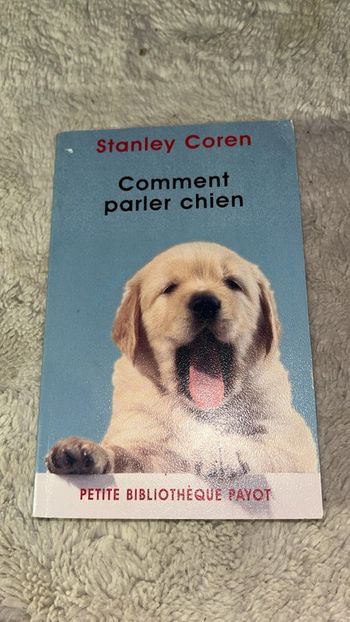 Stanley Coren
Comment
parler chien
PETITE BIBLIOTHÈQUE PAYOT